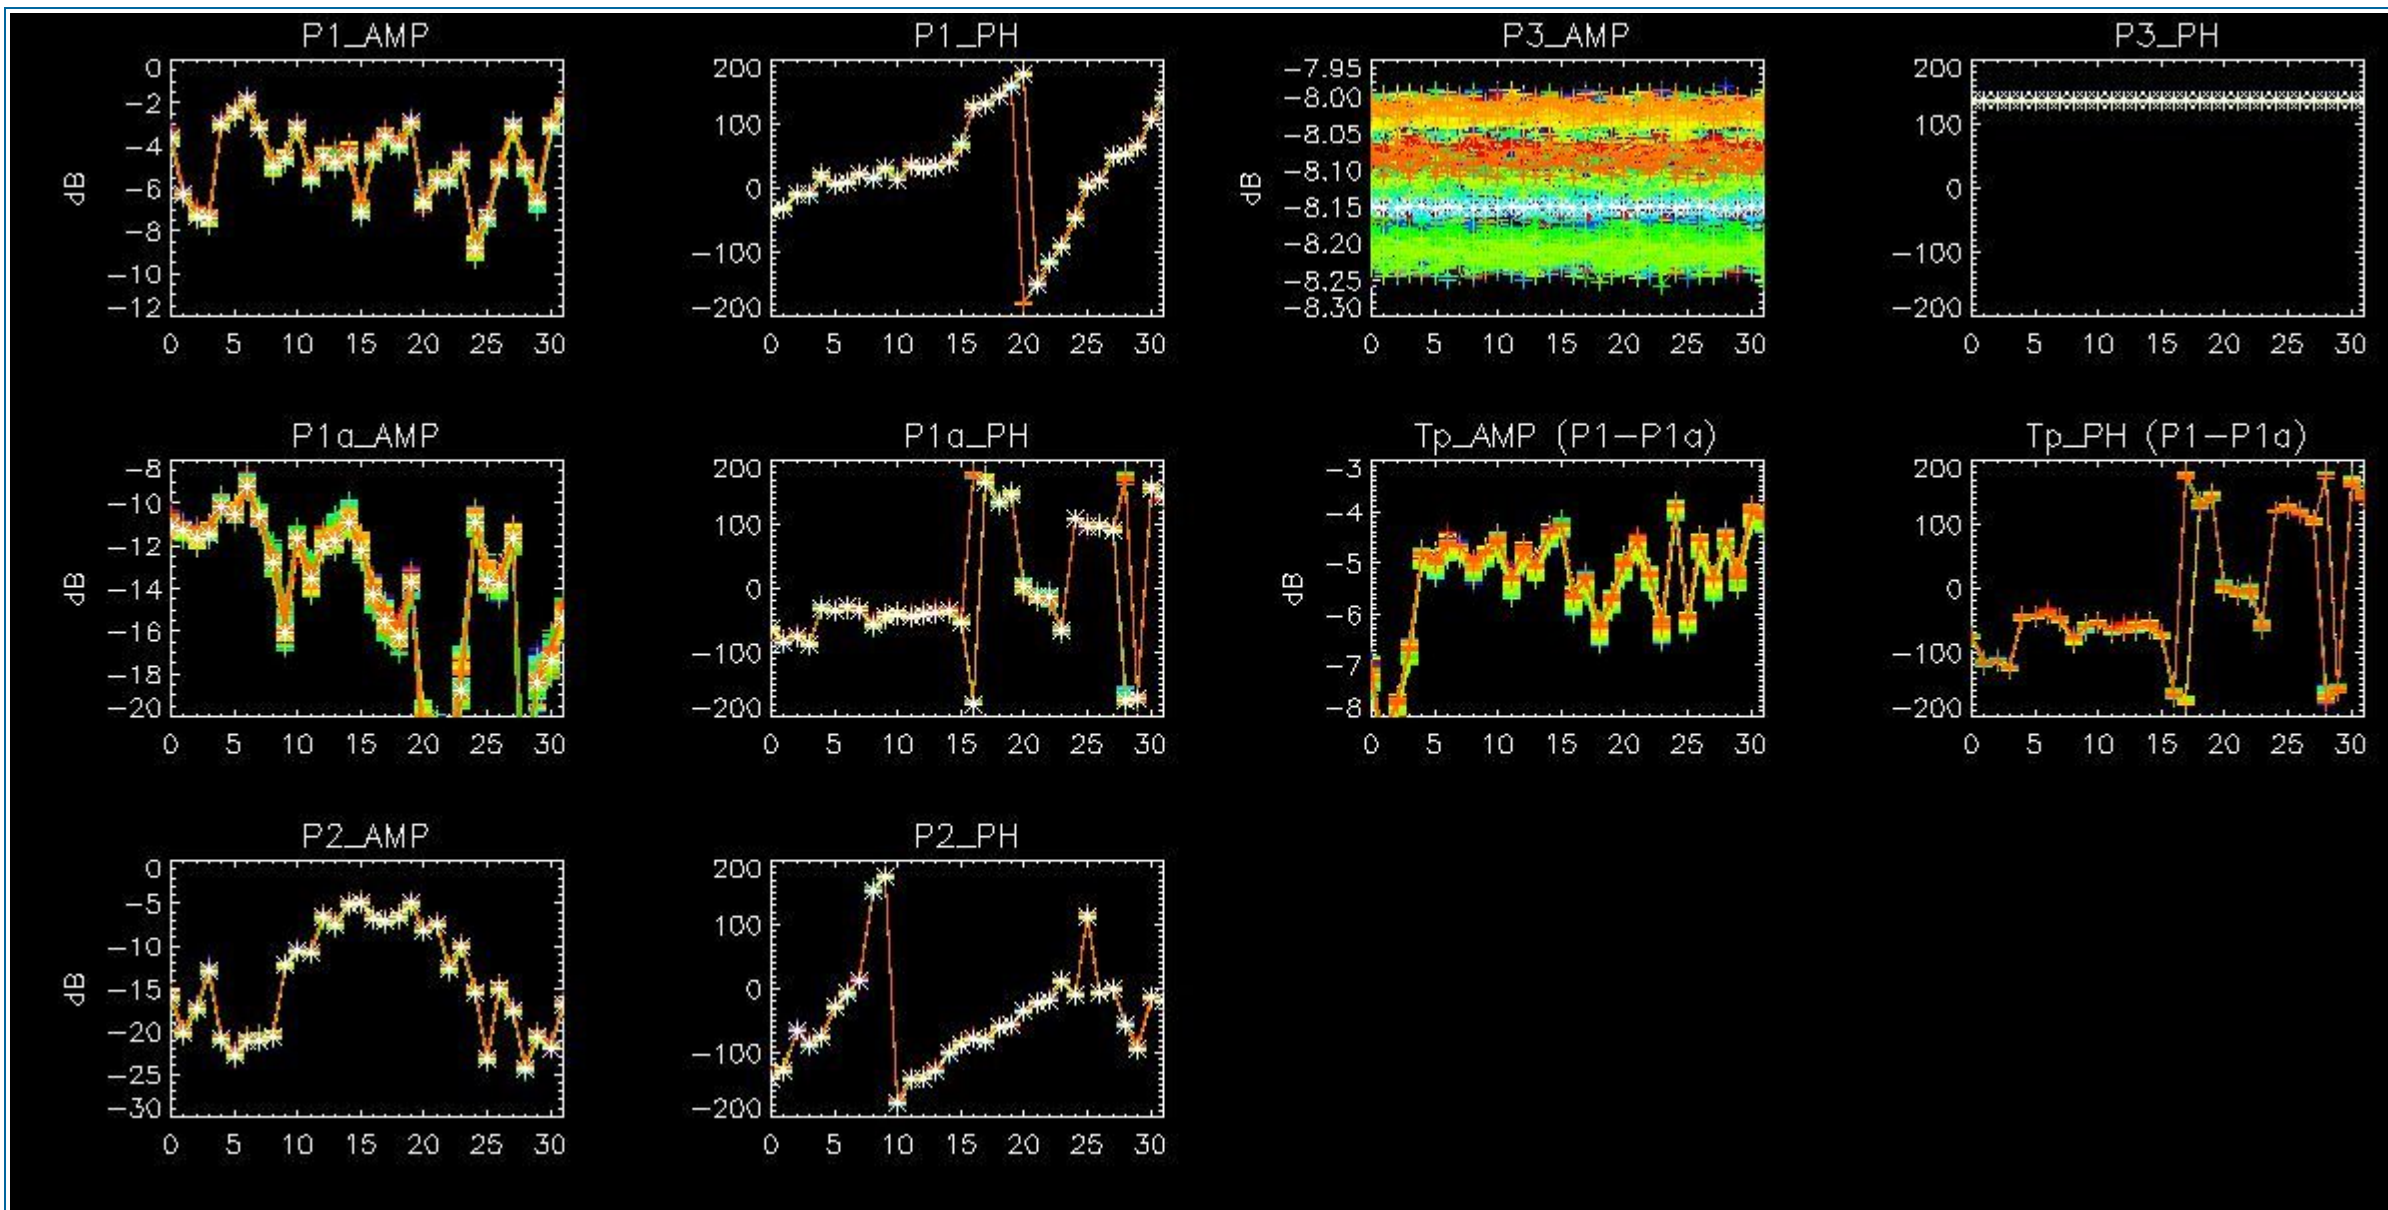 P1_AMP
0
−2
−4
−6
−8
−10
−12
dB
0 5 10 15 20 25 30
P1_PH
200
100
0
−100
−200
0 5 10 15 20 25 30
P3_AMP
−7.95
−8.00
−8.05
−8.10
−8.15
−8.20
−8.25
−8.30
dB
0 5 10 15 20 25 30
P3_PH
200
100
0
−100
−200
0 5 10 15 20 25 30
P1a_AMP
−8
−10
−12
−14
−16
−18
−20
dB
0 5 10 15 20 25 30
P1a_PH
200
100
0
−100
−200
0 5 10 15 20 25 30
Tp_AMP (P1−P1a)
−3
−4
−5
−6
−7
−8
dB
0 5 10 15 20 25 30
Tp_PH (P1−P1a)
200
100
0
−100
−200
0 5 10 15 20 25 30
P2_AMP
0
−5
−10
−15
−20
−25
−30
dB
0 5 10 15 20 25 30
P2_PH
200
100
0
−100
−200
0 5 10 15 20 25 30